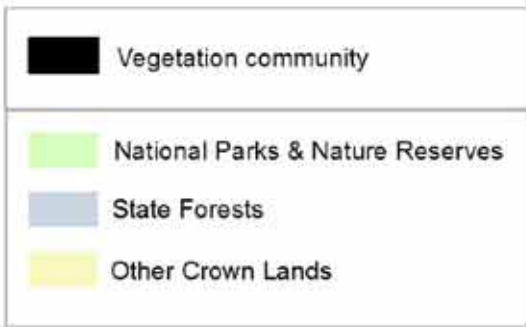 Vegetation community
National Parks & Nature Reserves
State Forests
Other Crown Lands